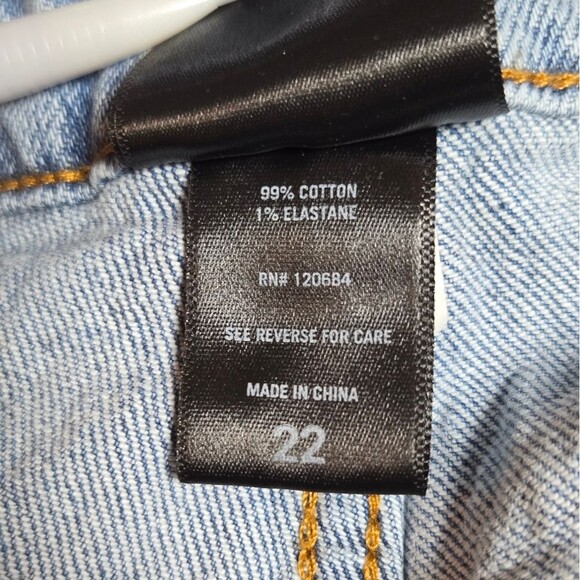 99% COTTON
1% ELASTANE
RN# 120684
SEE REVERSE FOR CARE
MADE IN CHINA
22